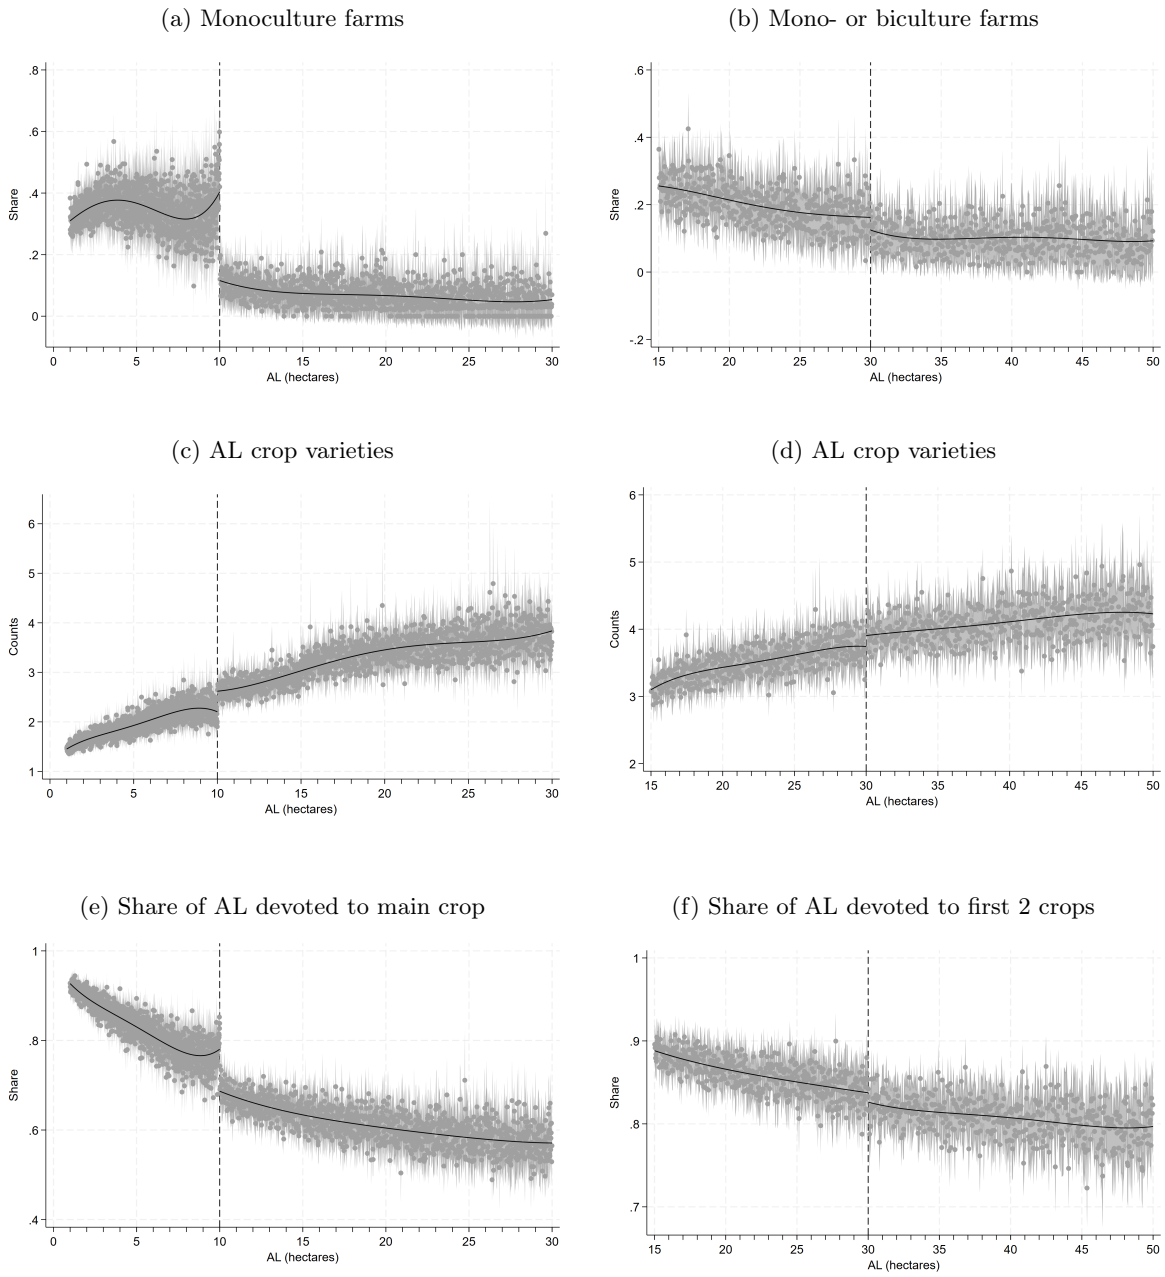 (a) Monoculture farms
(b) Mono- or biculture farms
.8
.6
.4
.2
0
Share
0 5 10 15 20 25 30
AL (hectares)
.6
.4
.2
0
-.2
Share
15 20 25 30 35 40 45 50
AL (hectares)
(c) AL crop varieties
(d) AL crop varieties
6
5
4
3
2
1
Counts
0 5 10 15 20 25 30
AL (hectares)
6
5
4
3
2
Counts
15 20 25 30 35 40 45 50
AL (hectares)
(e) Share of AL devoted to main crop
(f) Share of AL devoted to first 2 crops
1
.8
.6
.4
Share
0 5 10 15 20 25 30
AL (hectares)
1
.9
.8
.7
Share
15 20 25 30 35 40 45 50
AL (hectares)